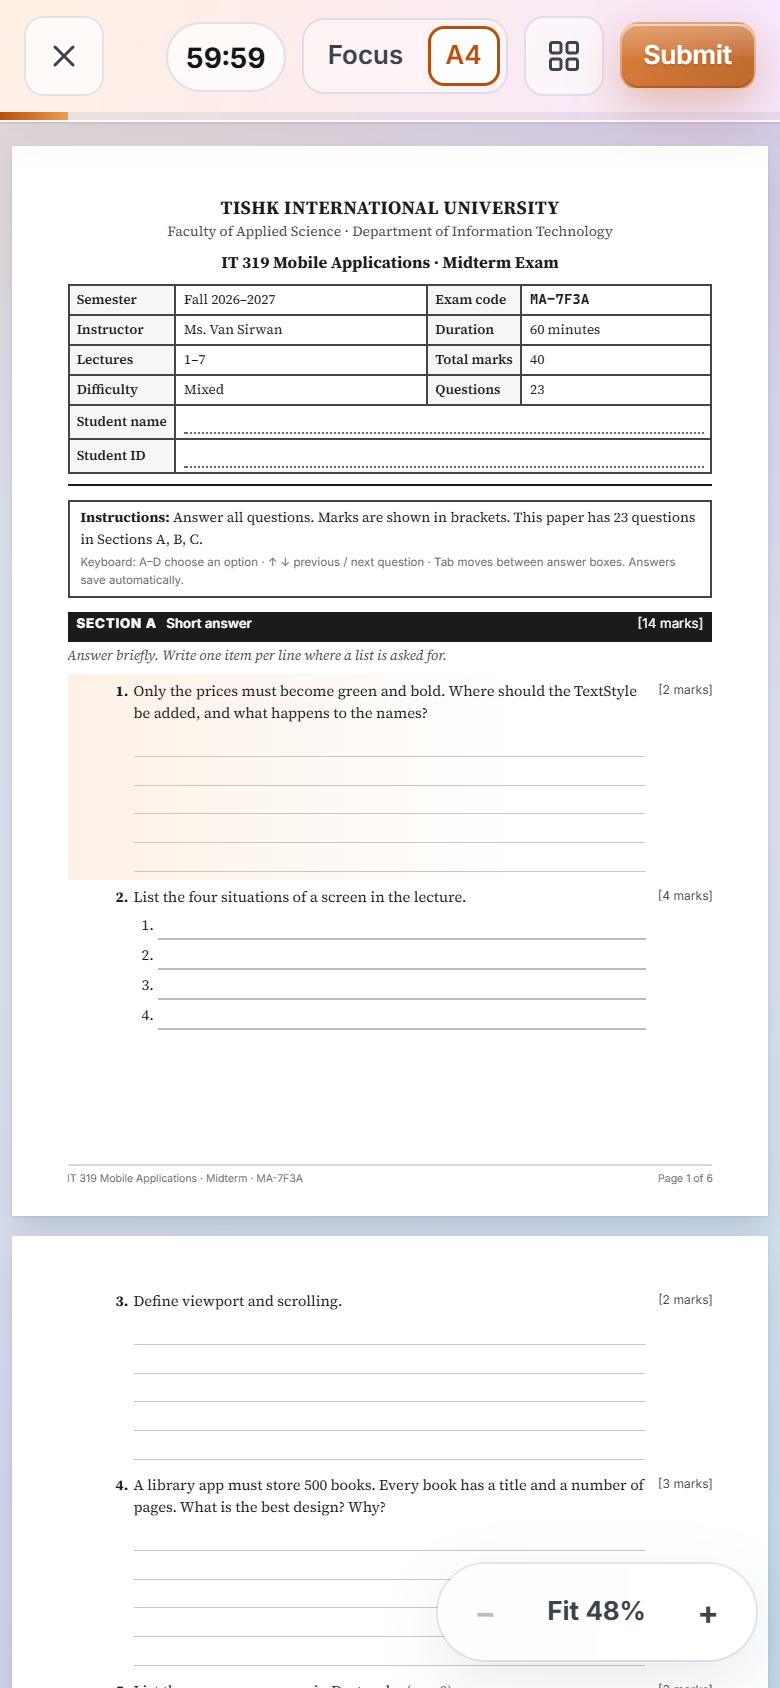 59:59 Focus A4 Submit
TISHK INTERNATIONAL UNIVERSITY
Faculty of Applied Science · Department of Information Technology
IT 319 Mobile Applications · Midterm Exam
Semester Fall 2026–2027 Exam code MA-7F3A
Instructor Ms. Van Sirwan Duration 60 minutes
Lectures 1–7 Total marks 40
Difficulty Mixed Questions 23
Student name
Student ID
Instructions: Answer all questions. Marks are shown in brackets. This paper has 23 questions
in Sections A, B, C.
Keyboard: A–D choose an option · ↑ ↓ previous / next question · Tab moves between answer boxes. Answers
save automatically.
SECTION A Short answer [14 marks]
Answer briefly. Write one item per line where a list is asked for.
1. Only the prices must become green and bold. Where should the TextStyle [2 marks]
be added, and what happens to the names?
2. List the four situations of a screen in the lecture. [4 marks]
1.
2.
3.
4.
IT 319 Mobile Applications · Midterm · MA-7F3A Page 1 of 6
3. Define viewport and scrolling. [2 marks]
4. A library app must store 500 books. Every book has a title and a number of [3 marks]
pages. What is the best design? Why?
− Fit 48% +